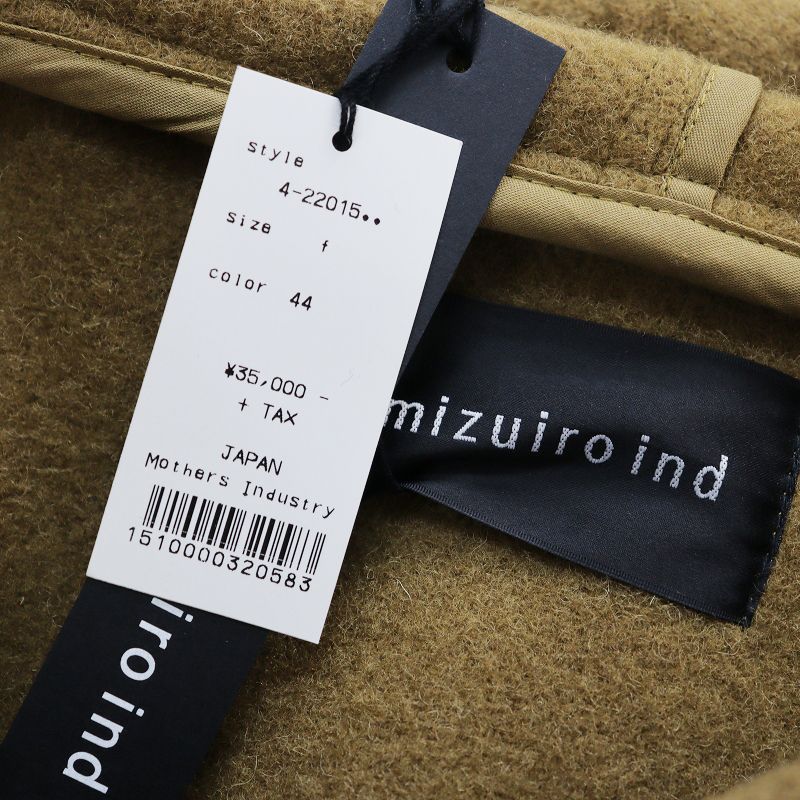 style
4-22015..
size f
color 44
¥35,000 -
+ TAX
JAPAN
Mothers Industry
1510000320583
mizuiro ind
iro ind